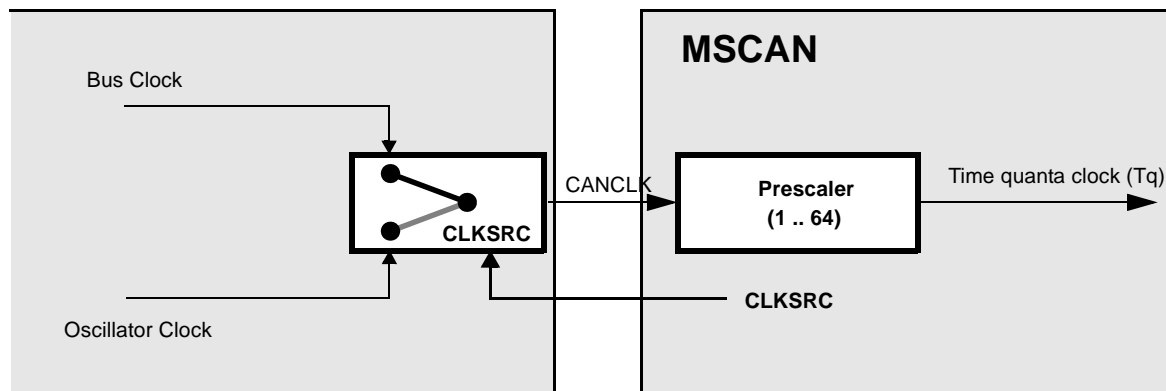 MSCAN
Bus Clock
CANCLK
Prescaler
(1 .. 64)
Time quanta clock (Tq)
CLKSRC
CLKSRC
Oscillator Clock